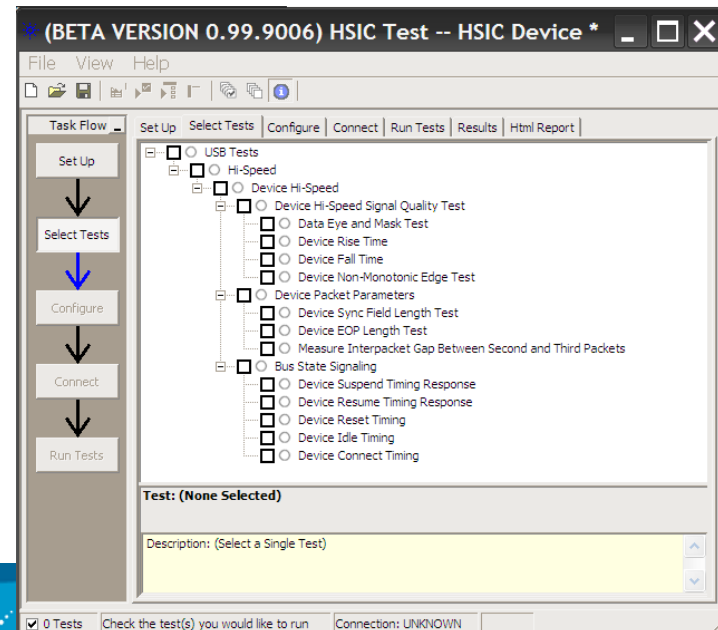 (BETA VERSION 0.99.9006) HSIC Test -- HSIC Device *
File View Help
Task Flow
Set Up
Select Tests
Configure
Connect
Run Tests
Set Up Select Tests Configure Connect Run Tests Results Html Report
USB Tests
Hi-Speed
Device Hi-Speed
Device Hi-Speed Signal Quality Test
Data Eye and Mask Test
Device Rise Time
Device Fall Time
Device Non-Monotonic Edge Test
Device Packet Parameters
Device Sync Field Length Test
Device EOP Length Test
Measure Interpacket Gap Between Second and Third Packets
Bus State Signaling
Device Suspend Timing Response
Device Resume Timing Response
Device Reset Timing
Device Idle Timing
Device Connect Timing
Test: (None Selected)
Description: (Select a Single Test)
0 Tests Check the test(s) you would like to run Connection: UNKNOWN